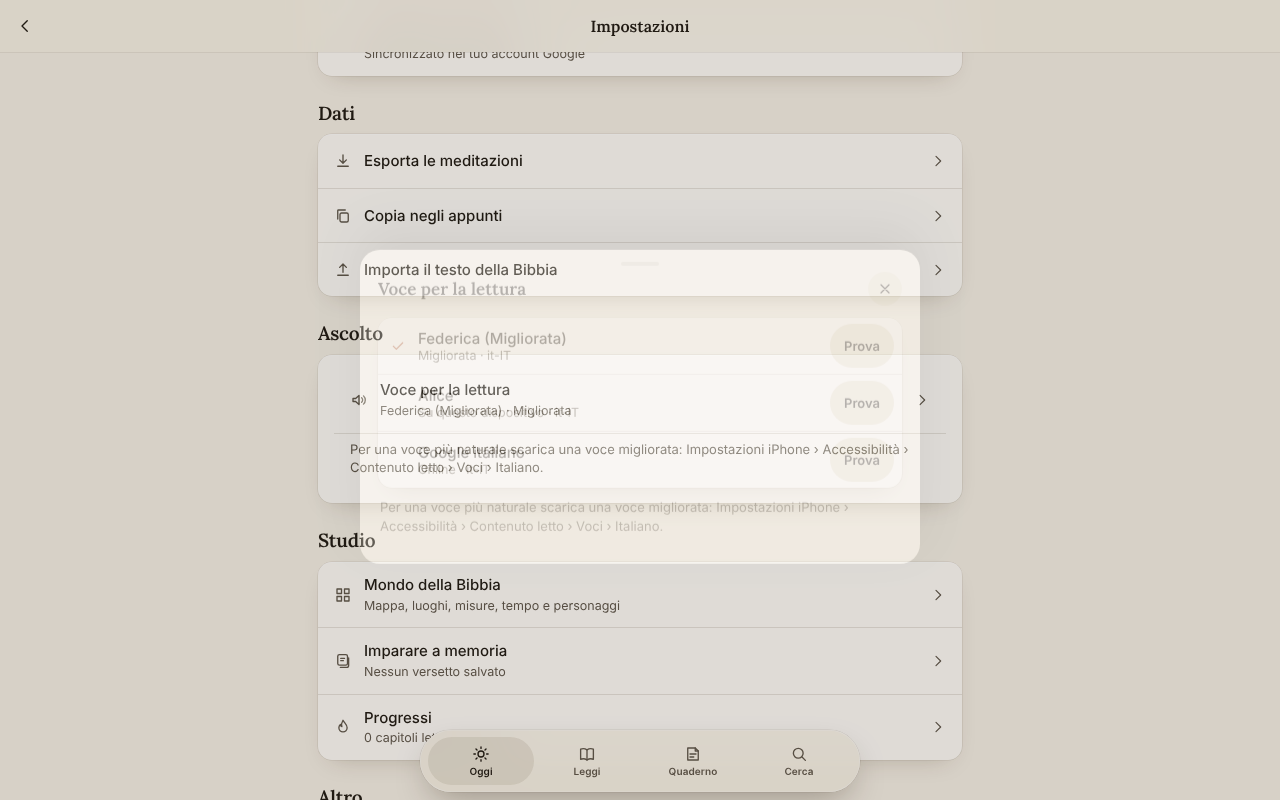 Impostazioni
Sincronizzato nel tuo account Google
Dati
Esporta le meditazioni
Copia negli appunti
Importa il testo della Bibbia
Voce per la lettura
Ascolto
Federica (Migliorata)
Migliorata · it-IT
Prova
Voce per la lettura
Alice
Federica (Migliorata) · Migliorata
Prova
Per una voce più naturale scarica una voce migliorata: Impostazioni iPhone › Accessibilità ›
Contenuto letto › Voci › Italiano.
Google italiano
Prova
Per una voce più naturale scarica una voce migliorata: Impostazioni iPhone ›
Accessibilità › Contenuto letto › Voci › Italiano.
Studio
Mondo della Bibbia
Mappa, luoghi, misure, tempo e personaggi
Imparare a memoria
Nessun versetto salvato
Progressi
0 capitoli
Oggi
Leggi
Quaderno
Cerca
Altro